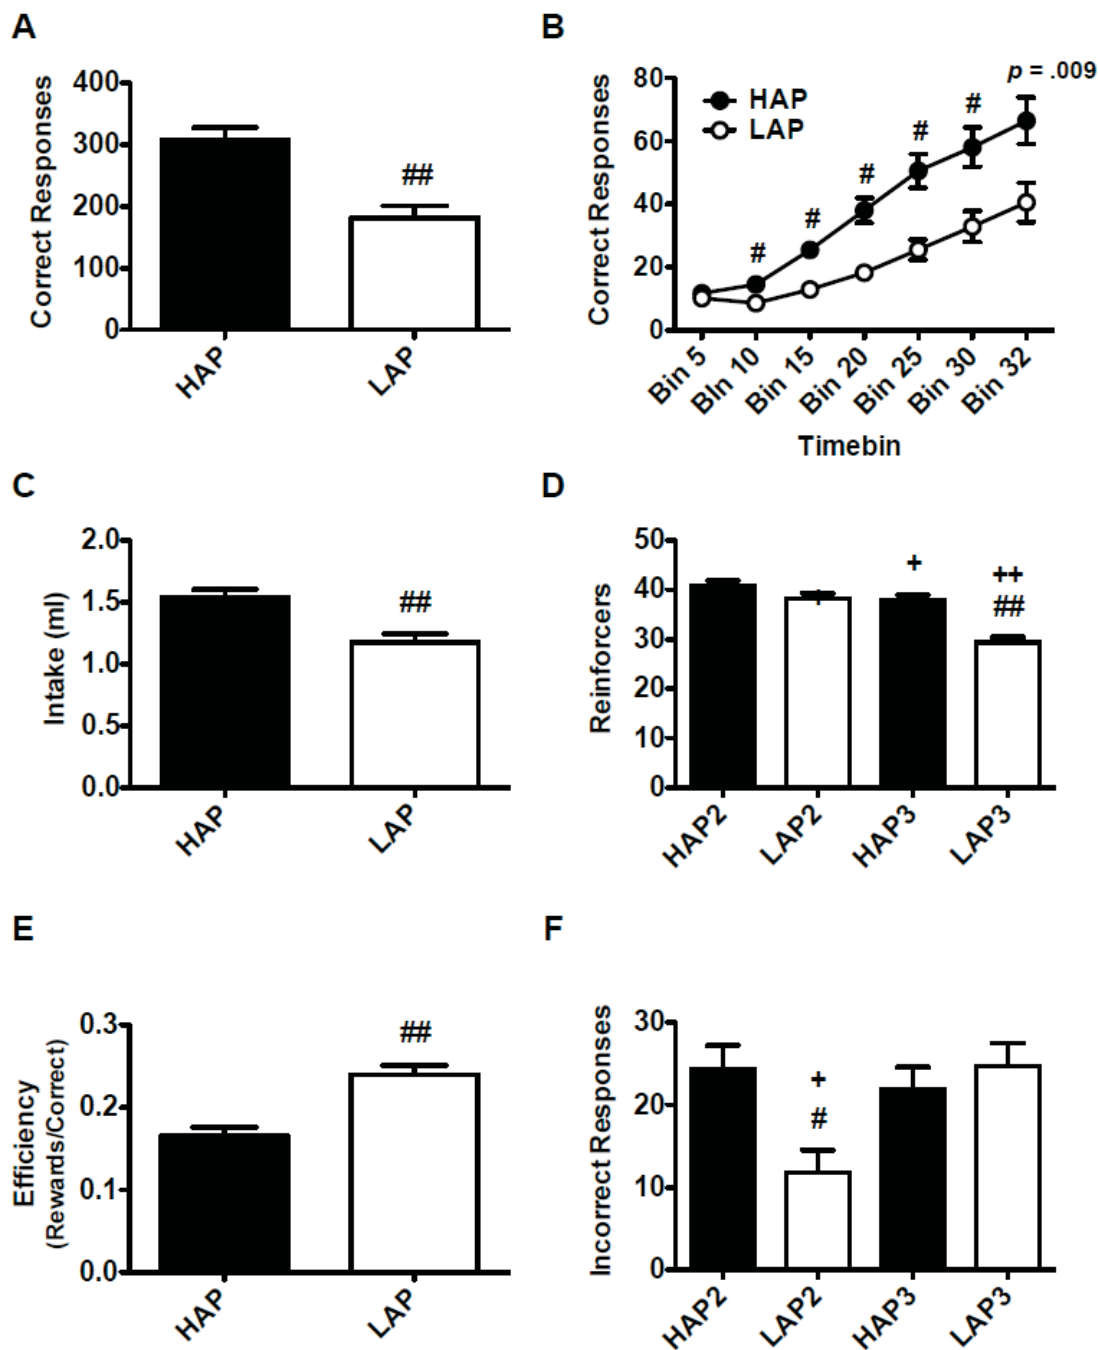 A
Correct Responses
400
300
200
100
0
##
HAP
LAP
B
Correct Responses
80
60
40
20
0
HAP
LAP
p = .009
#
#
#
#
#
Bin 5
BIn 10
Bin 15
Bin 20
Bin 25
Bin 30
Bin 32
Timebin
C
Intake (ml)
2.0
1.5
1.0
0.5
0.0
##
HAP
LAP
D
Reinforcers
50
40
30
20
10
0
+
++
##
HAP2
LAP2
HAP3
LAP3
E
Efficiency
(Rewards/Correct)
0.3
0.2
0.1
0.0
##
HAP
LAP
F
Incorrect Responses
30
20
10
0
+
#
HAP2
LAP2
HAP3
LAP3